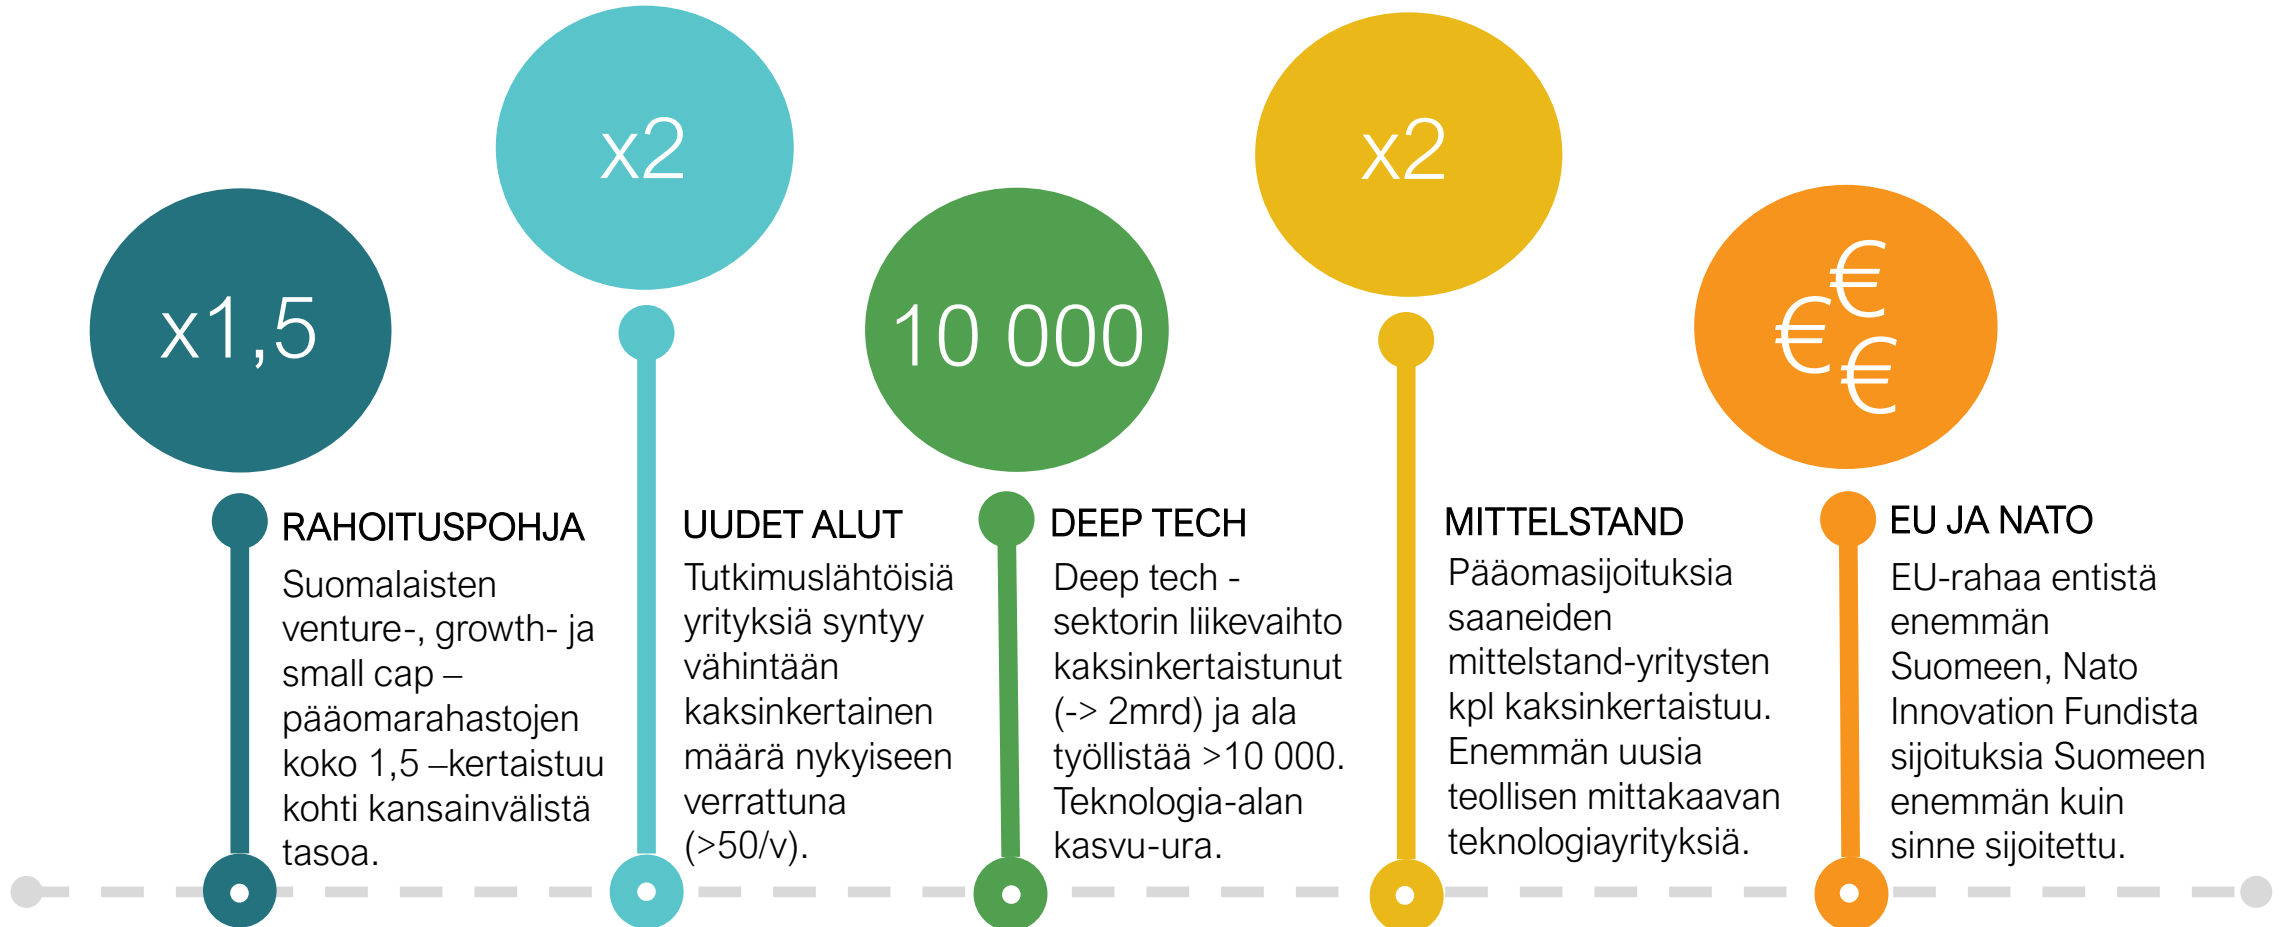 x1,5
RAHOITUSPOHJA
Suomalaisten
venture-, growth- ja
small cap –
pääomarahastojen
koko 1,5 –kertaistuu
kohti kansainvälistä
tasoa.
x2
UUDET ALUT
Tutkimuslähtöisiä
yrityksiä syntyy
vähintään
kaksinkertainen
määrä nykyiseen
verrattuna
(>50/v).
10 000
DEEP TECH
Deep tech -
sektorin liikevaihto
kaksinkertaistunut
(-> 2mrd) ja ala
työllistää >10 000.
Teknologia-alan
kasvu-ura.
x2
MITTELSTAND
Pääomasijoituksia
saaneiden
mittelstand-yritysten
kpl kaksinkertaistuu.
Enemmän uusia
teollisen mittakaavan
teknologiayrityksiä.
€
€
€
EU JA NATO
EU-rahaa entistä
enemmän
Suomeen, Nato
Innovation Fundista
sijoituksia Suomeen
enemmän kuin
sinne sijoitettu.